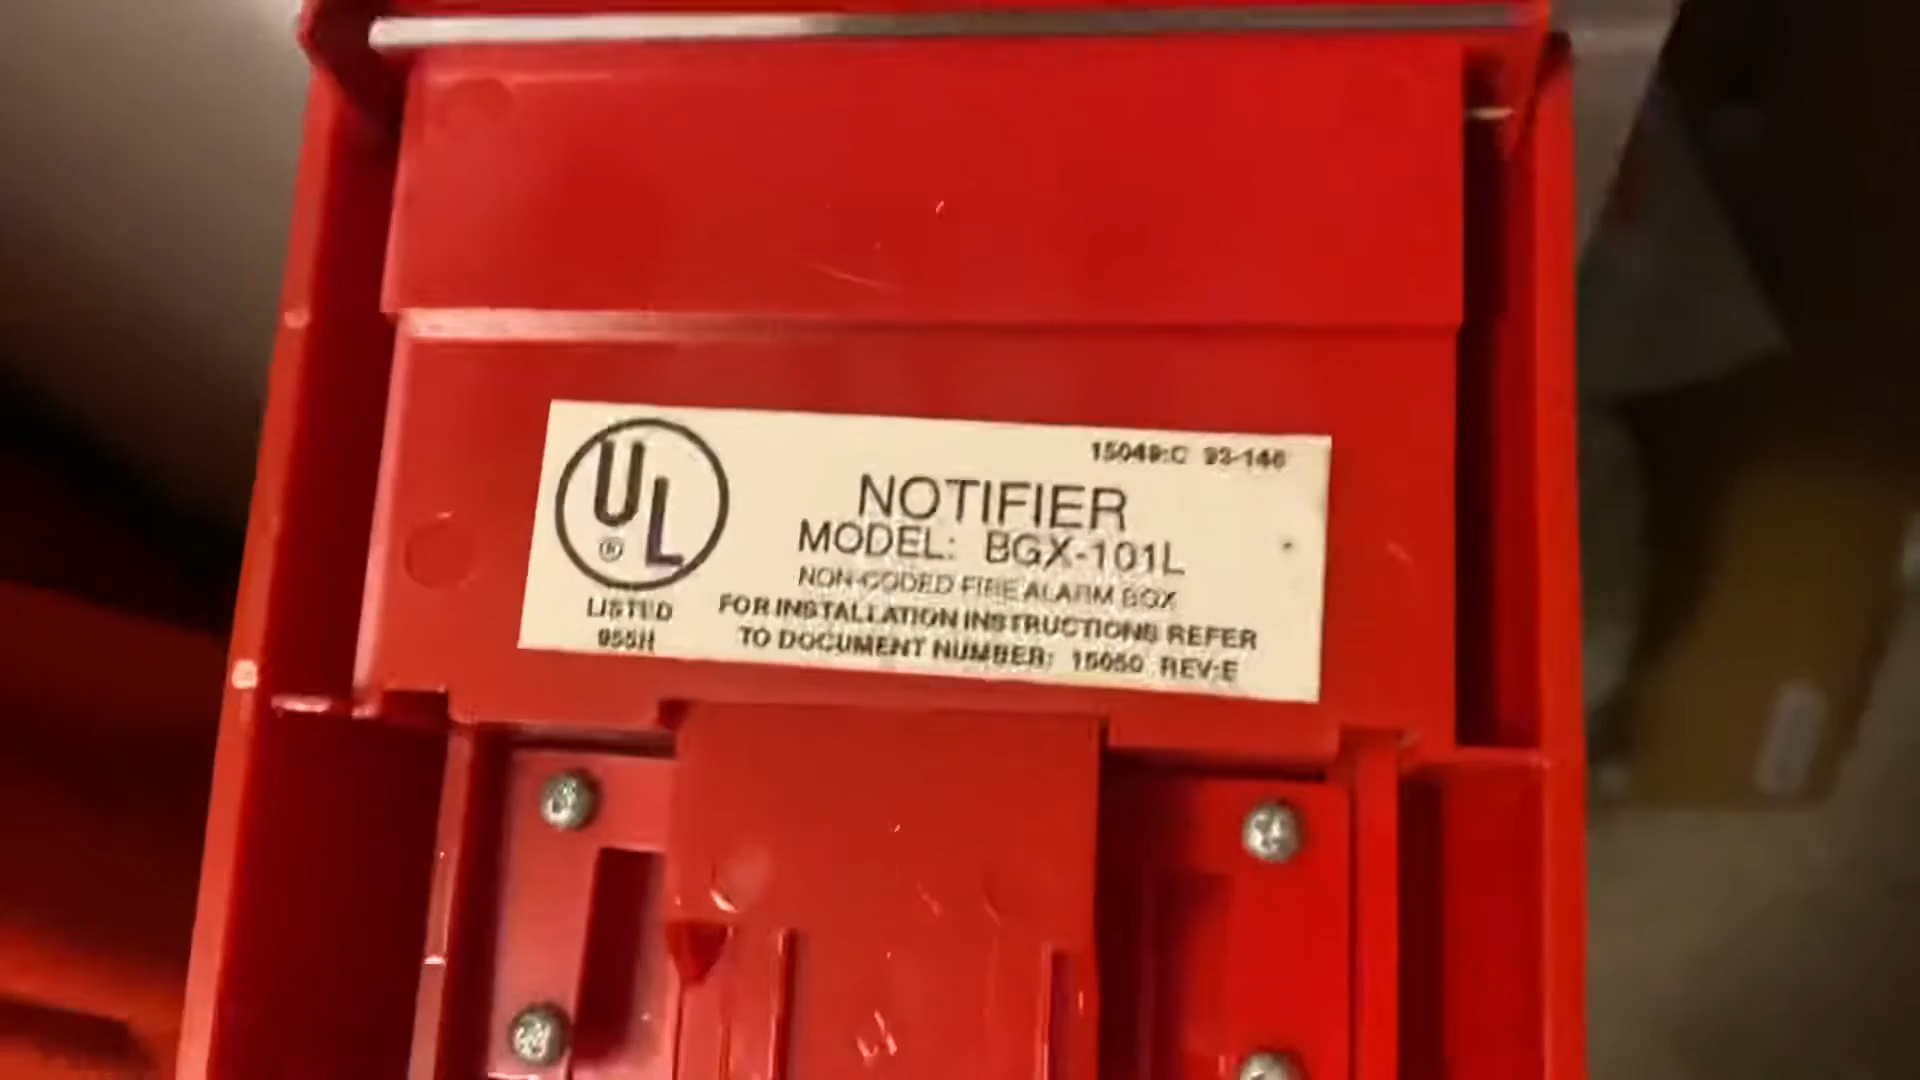 15049:C 93-146
UL
®
NOTIFIER
MODEL: BGX-101L
NON-CODED FIRE ALARM BOX
LISTED
955H
FOR INSTALLATION INSTRUCTIONS REFER
TO DOCUMENT NUMBER: 15050 REV:E